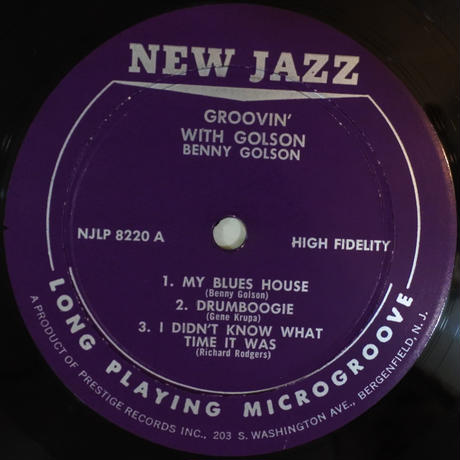 NEW JAZZ
GROOVIN'
WITH GOLSON
BENNY GOLSON
NJLP 8220 A
HIGH FIDELITY
1. MY BLUES HOUSE
(Benny Golson)
2. DRUMBOOGIE
(Gene Krupa)
3. I DIDN'T KNOW WHAT
TIME IT WAS
(Richard Rodgers)
LONG PLAYING MICROGROOVE
A PRODUCT OF PRESTIGE RECORDS INC., 203 S. WASHINGTON AVE., BERGENFIELD, N. J.